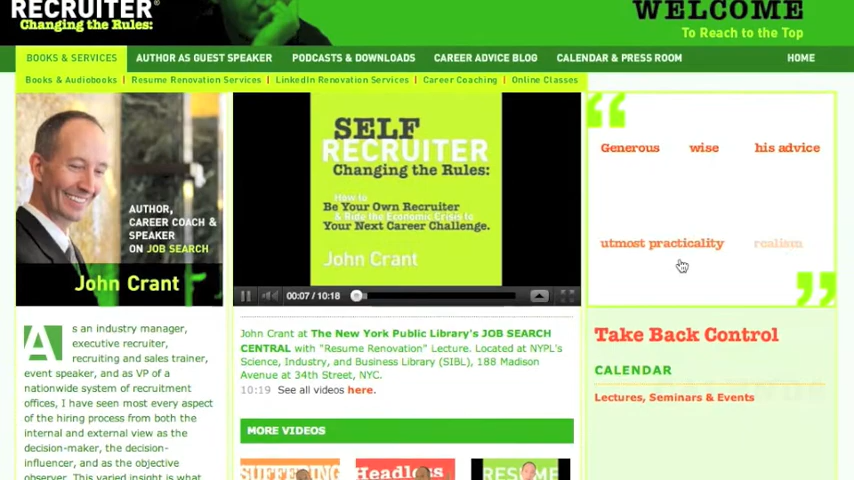 RECRUITER®
Changing the Rules:
WELCOME
To Reach to the Top
BOOKS & SERVICES AUTHOR AS GUEST SPEAKER PODCASTS & DOWNLOADS CAREER ADVICE BLOG CALENDAR & PRESS ROOM HOME
Books & Audiobooks | Resume Renovation Services | LinkedIn Renovation Services | Career Coaching | Online Classes
AUTHOR,
CAREER COACH &
SPEAKER
ON JOB SEARCH
John Crant
As an industry manager,
executive recruiter,
recruiting and sales trainer,
event speaker, and as VP of a
nationwide system of recruitment
offices, I have seen most every aspect
of the hiring process from both the
internal and external view as the
decision-maker, the decision-
influencer, and as the objective
observer. This varied insight is what
SELF
RECRUITER
Changing the Rules:
How to
Be Your Own Recruiter
& Ride the Economic Crisis to
Your Next Career Challenge.
John Crant
00:07 / 10:18
John Crant at The New York Public Library's JOB SEARCH
CENTRAL with "Resume Renovation" Lecture. Located at NYPL's
Science, Industry, and Business Library (SIBL), 188 Madison
Avenue at 34th Street, NYC.
10:19 See all videos here.
MORE VIDEOS
SUFFERING
Headless
RESUME
Generous wise his advice
utmost practicality realism
Take Back Control
CALENDAR
Lectures, Seminars & Events